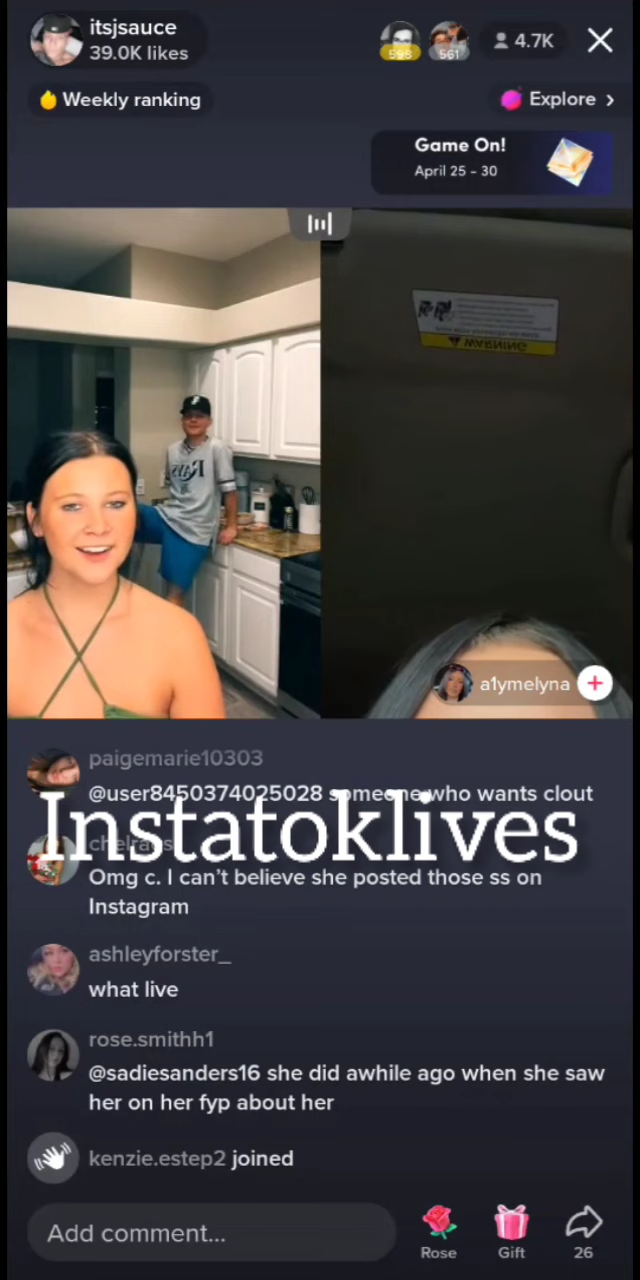 itsjsauce
39.0K likes
598
561
4.7K
Weekly ranking
Explore >
Game On!
April 25 - 30
WARNING
a1ymelyna
paigemarie10303
@user8450374025028 someone who wants clout
Instatoklives
Omg c. I can't believe she posted those ss on
Instagram
ashleyforster_
what live
rose.smithh1
@sadiesanders16 she did awhile ago when she saw
her on her fyp about her
kenzie.estep2 joined
Add comment...
Rose
Gift
26